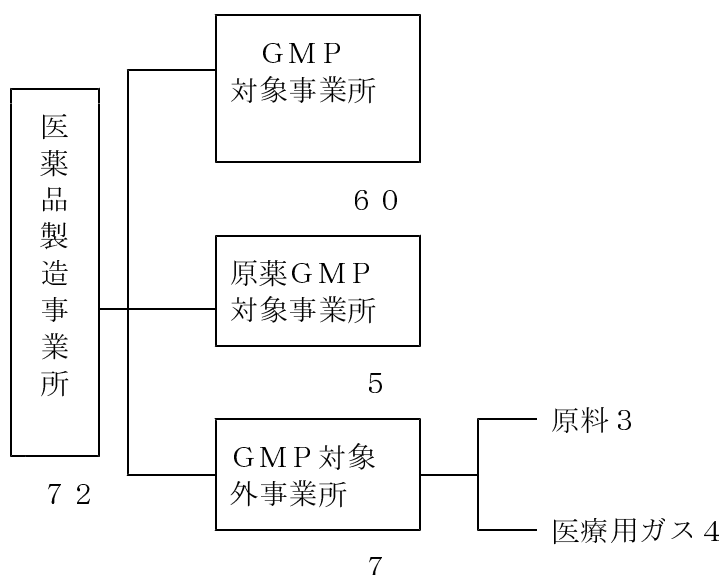 医薬品製造事業所
７２
ＧＭＰ
対象事業所
６０
原薬ＧＭＰ
対象事業所
５
ＧＭＰ対象
外事業所
７
原料３
医療用ガス４